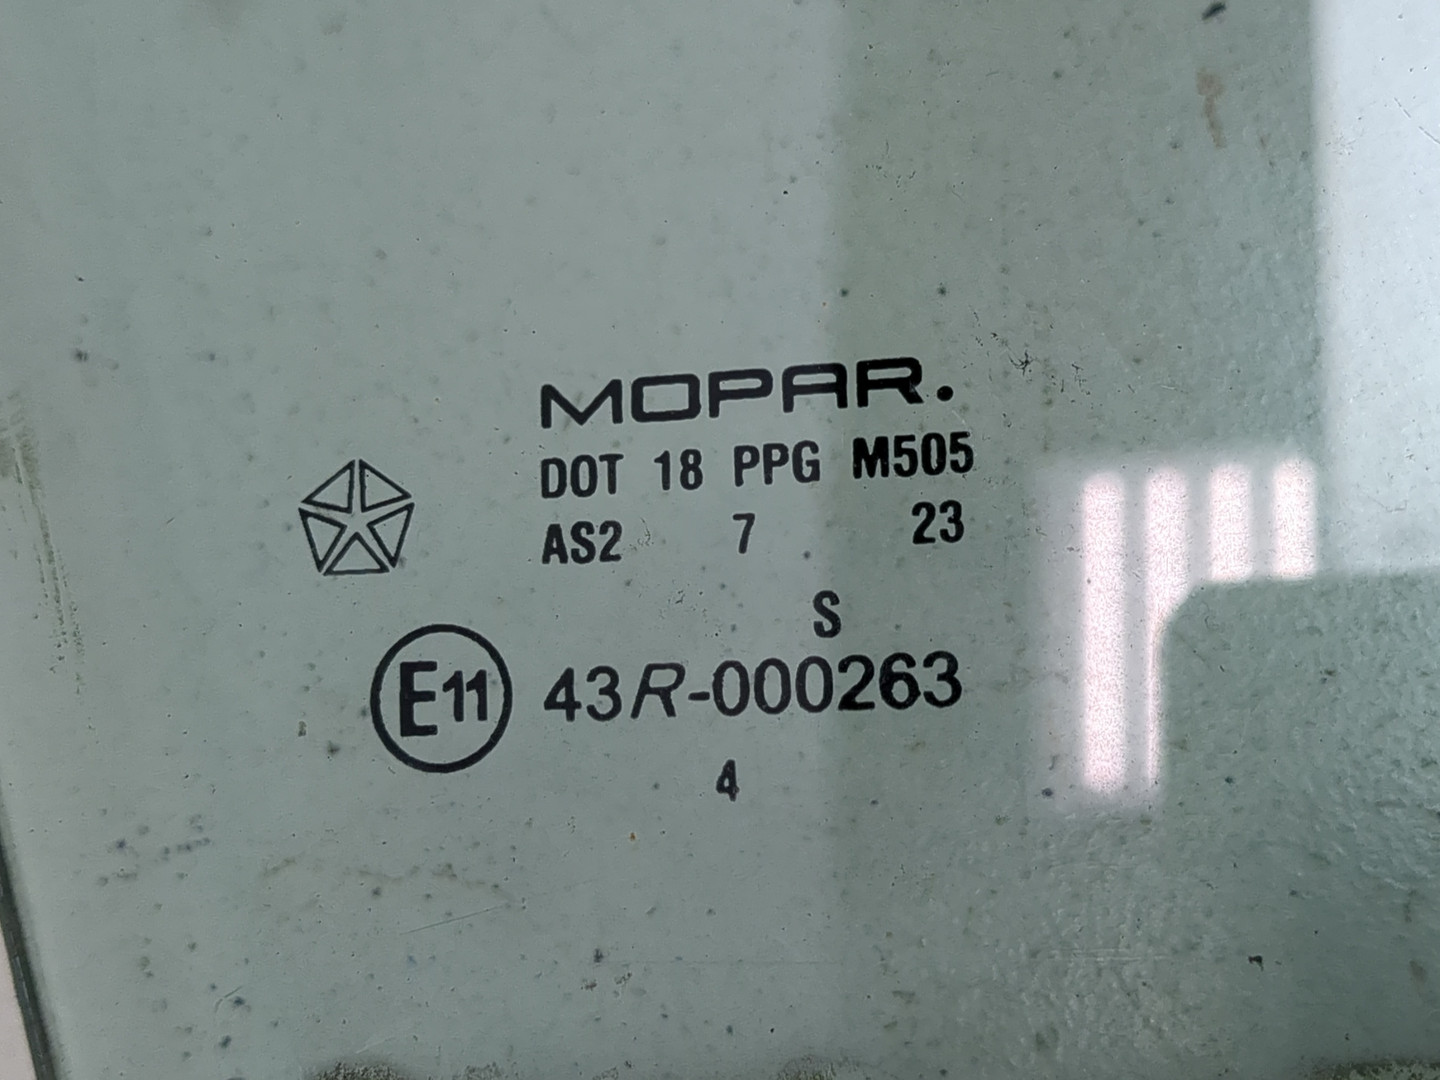 MOPAR.
DOT 18 PPG M505
AS2 7 23
S
E11 43R-000263
4